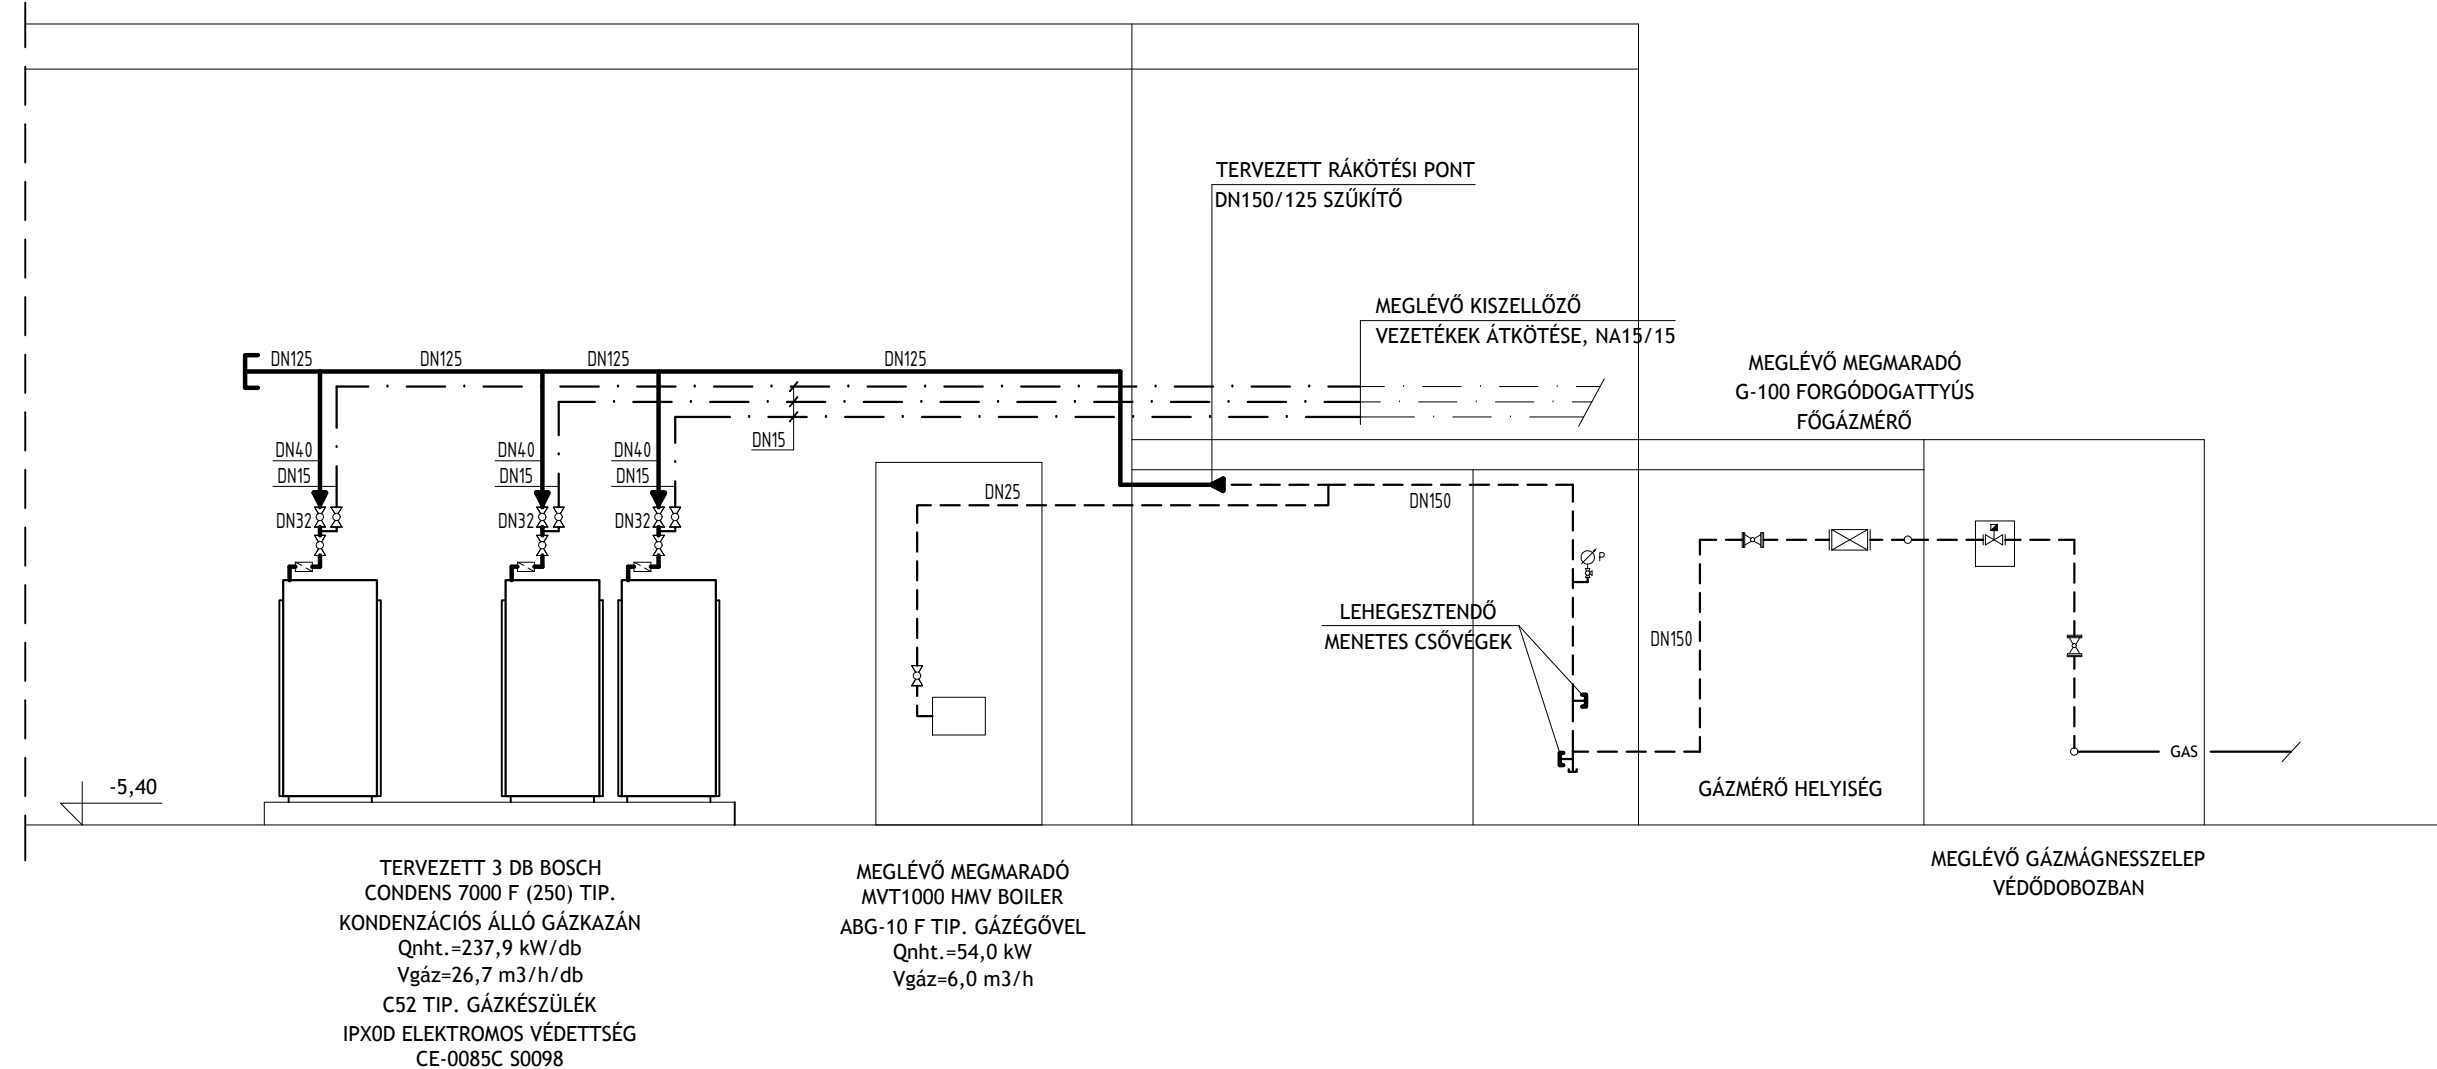 TERVEZETT RÁKÖTÉSI PONT
DN150/125 SZŰKÍTŐ
MEGLÉVŐ KISZELLŐZŐ
VEZETÉKEK ÁTKÖTÉSE, NA15/15
MEGLÉVŐ MEGMARADÓ
G-100 FORGÓDOGATTYÚS
FŐGÁZMÉRŐ
DN125
DN125
DN125
DN125
DN15
DN40
DN15
DN32
DN40
DN15
DN32
DN40
DN15
DN32
DN25
DN150
P
LEHEGESZTENDŐ
MENETES CSŐVÉGEK
DN150
GAS
GÁZMÉRŐ HELYISÉG
-5,40
TERVEZETT 3 DB BOSCH
CONDENS 7000 F (250) TIP.
KONDENZÁCIÓS ÁLLÓ GÁZKAZÁN
Qnht.=237,9 kW/db
Vgáz=26,7 m3/h/db
C52 TIP. GÁZKÉSZÜLÉK
IPX0D ELEKTROMOS VÉDETTSÉG
CE-0085C S0098
MEGLÉVŐ MEGMARADÓ
MVT1000 HMV BOILER
ABG-10 F TIP. GÁZÉGŐVEL
Qnht.=54,0 kW
Vgáz=6,0 m3/h
MEGLÉVŐ GÁZMÁGNESSZELEP
VÉDŐDOBOZBAN